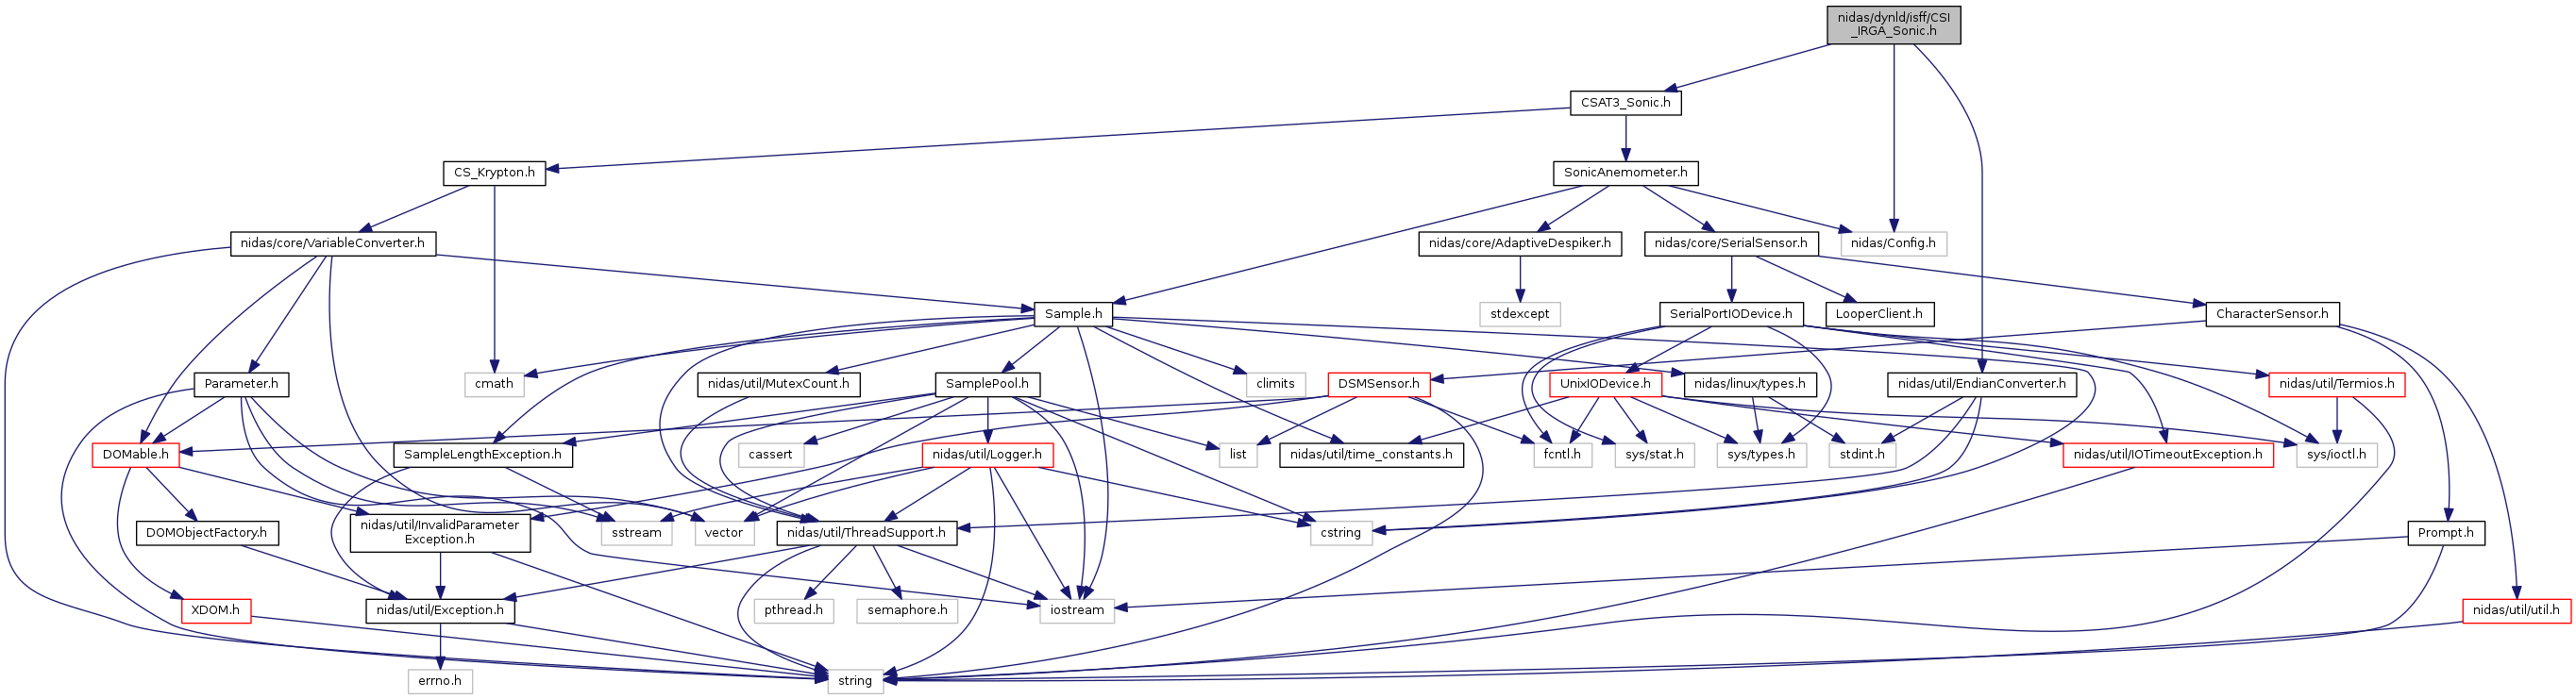 nidas/dynld/isff/CSI
_IRGA_Sonic.h
CSAT3_Sonic.h
CS_Krypton.h
SonicAnemometer.h
nidas/core/VariableConverter.h
nidas/core/AdaptiveDespiker.h
nidas/core/SerialSensor.h
nidas/Config.h
Sample.h
stdexcept
SerialPortIODevice.h
LooperClient.h
CharacterSensor.h
Parameter.h
cmath
nidas/util/MutexCount.h
SamplePool.h
climits
DSMSensor.h
UnixIODevice.h
nidas/linux/types.h
nidas/util/EndianConverter.h
nidas/util/Termios.h
DOMable.h
SampleLengthException.h
cassert
nidas/util/Logger.h
list
nidas/util/time_constants.h
fcntl.h
sys/stat.h
sys/types.h
stdint.h
nidas/util/IOTimeoutException.h
sys/ioctl.h
DOMObjectFactory.h
nidas/util/InvalidParameter
Exception.h
sstream
vector
nidas/util/ThreadSupport.h
cstring
Prompt.h
XDOM.h
nidas/util/Exception.h
pthread.h
semaphore.h
iostream
nidas/util/util.h
errno.h
string